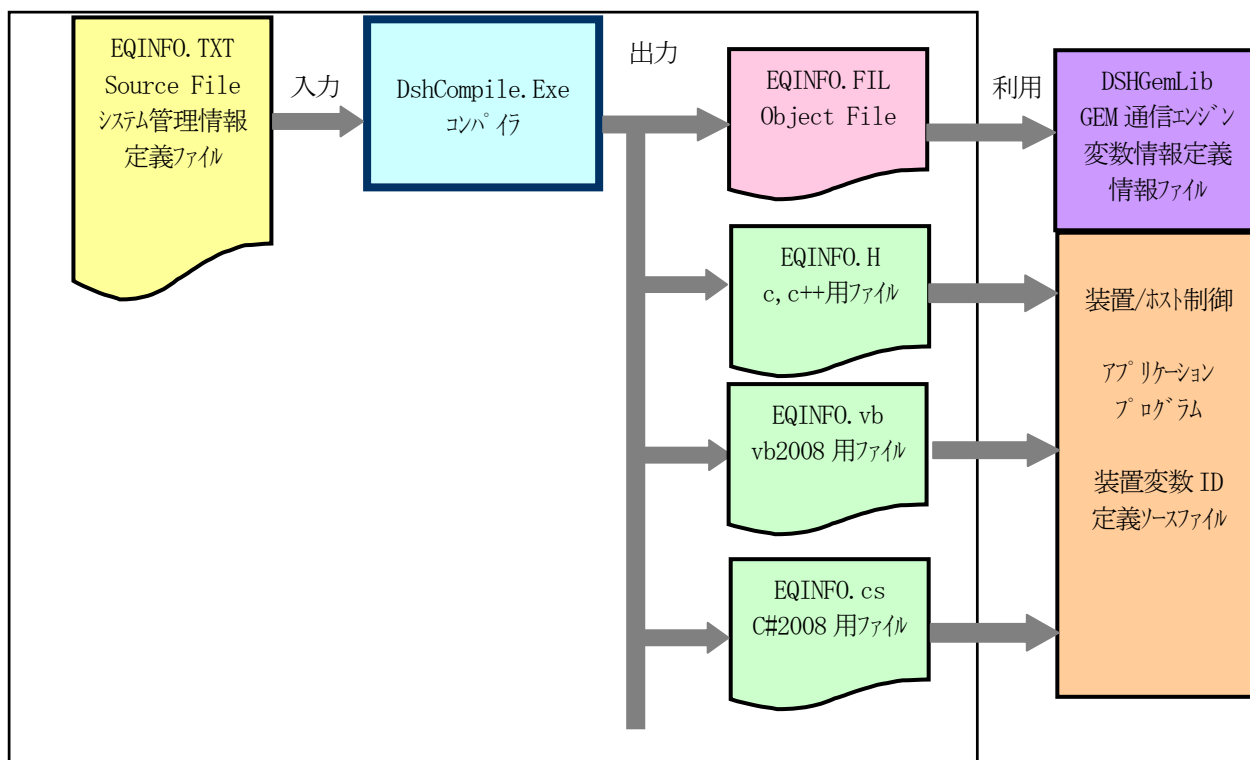 EQINFO.TXT
Source File
システム管理情報
定義ファイル
入力
DshCompile.Exe
コンパイラ
出力
EQINFO.FIL
Object File
利用
DSHGemLib
GEM 通信エンジン
変数情報定義
情報ファイル
EQINFO.H
c,c++用ファイル
EQINFO.vb
vb2008 用ファイル
EQINFO.cs
C#2008 用ファイル
装置/ホスト制御
アプリケーション
プログラム
装置変数 ID
定義ソースファイル